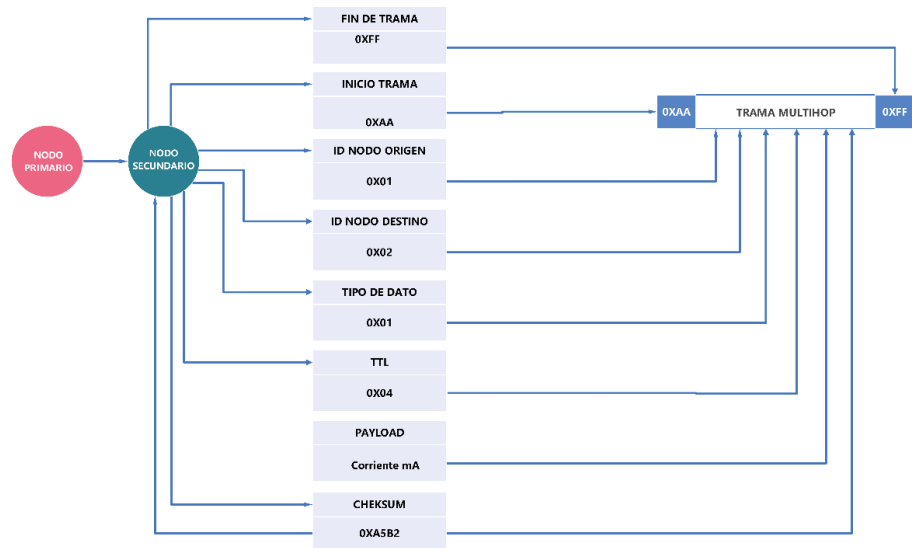 FIN DE TRAMA
0XFF
INICIO TRAMA
0XAA
0XAA
TRAMA MULTIHOP
0XFF
NODO
PRIMARIO
NODO
SECUNDARIO
ID NODO ORIGEN
0X01
ID NODO DESTINO
0X02
TIPO DE DATO
0X01
TTL
0X04
PAYLOAD
Corriente mA
CHEKSUM
0XA5B2